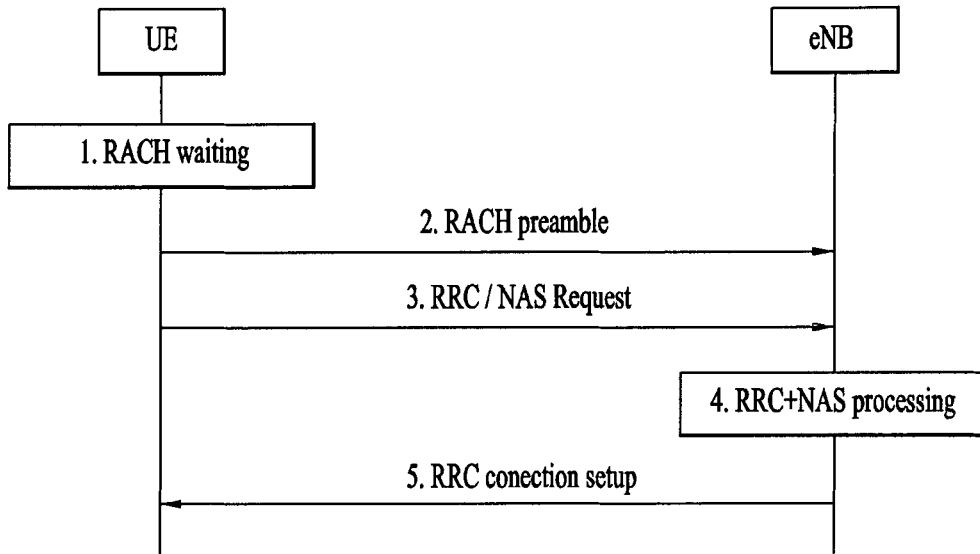 UE
eNB
1. RACH waiting
2. RACH preamble
3. RRC / NAS Request
4. RRC+NAS processing
5. RRC conection setup